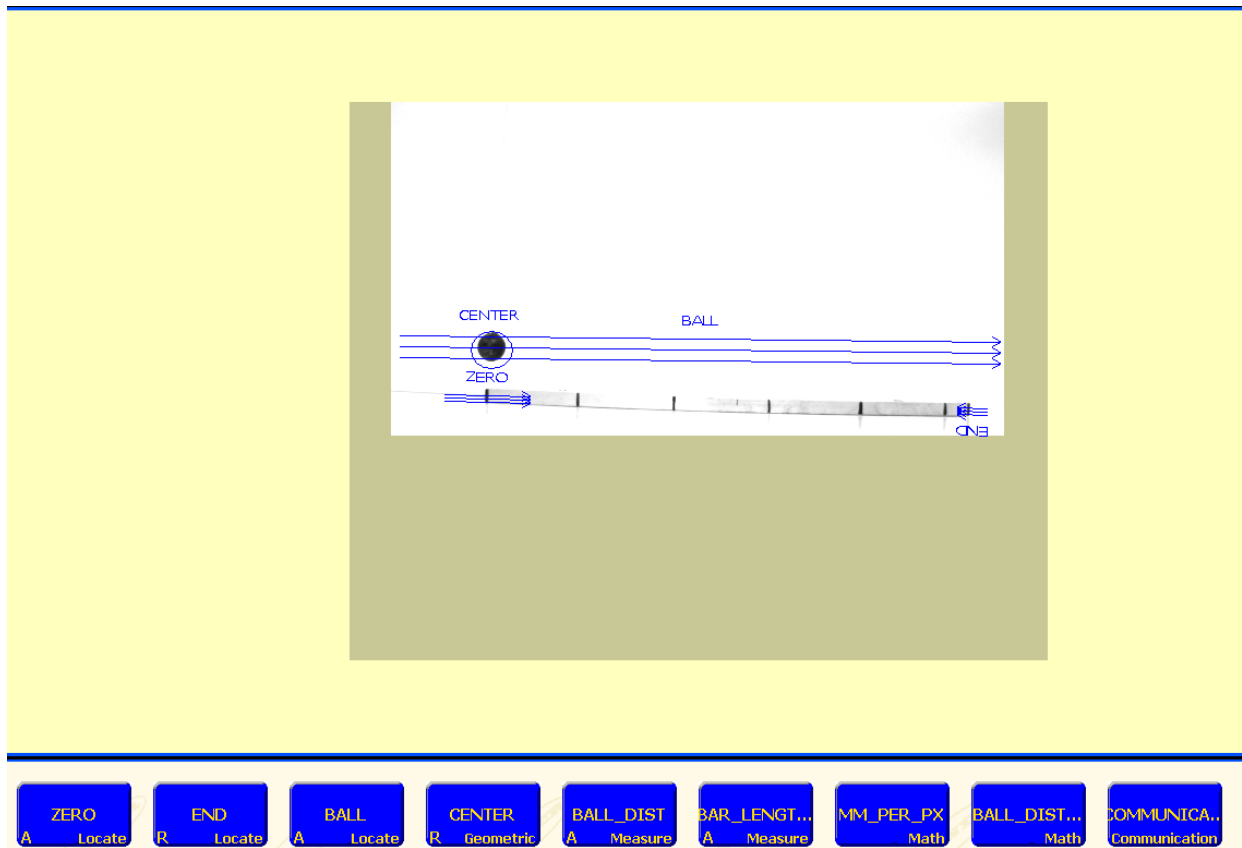 CENTER
BALL
ZERO
END
ZERO
A Locate
END
R Locate
BALL
A Locate
CENTER
R Geometric
BALL_DIST
A Measure
BAR_LENGT...
A Measure
MM_PER_PX
Math
BALL_DIST...
Math
COMMUNICA..
Communication